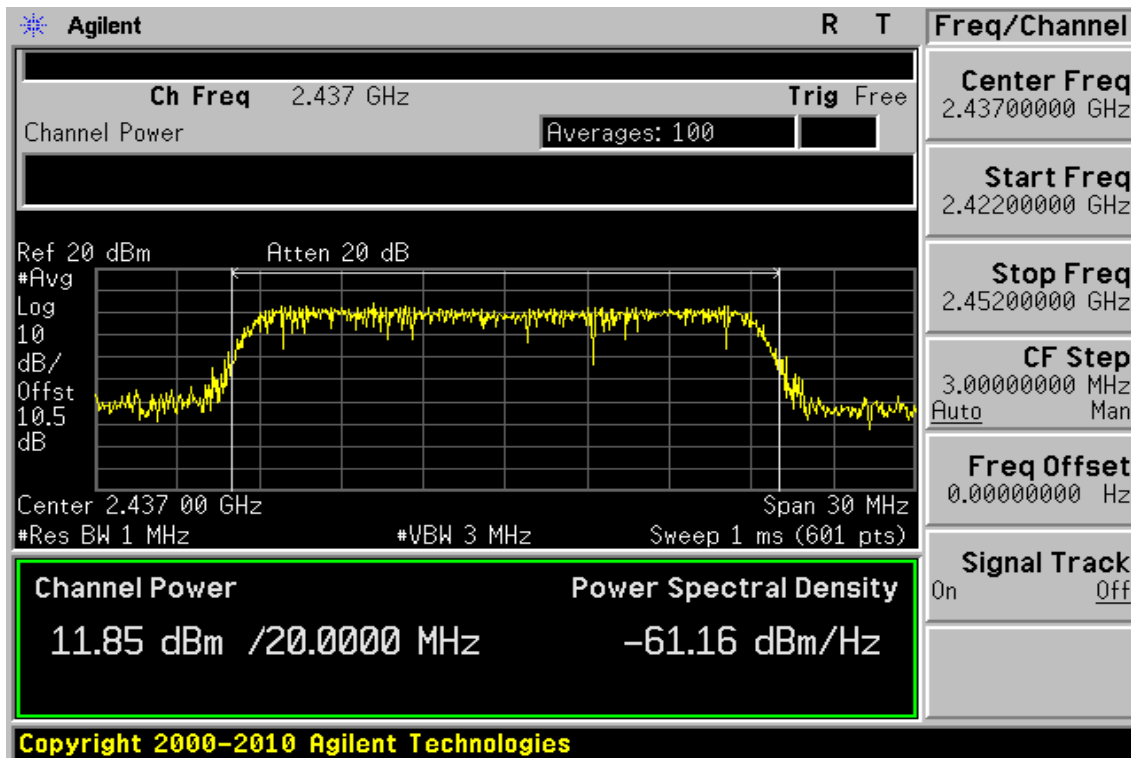 Agilent R T
Ch Freq 2.437 GHz Trig Free
Channel Power Averages: 100
Ref 20 dBm Atten 20 dB
#Avg
Log
10
dB/
Offst
10.5
dB
Center 2.437 00 GHz Span 30 MHz
#Res BW 1 MHz #VBW 3 MHz Sweep 1 ms (601 pts)
Channel Power Power Spectral Density
11.85 dBm /20.0000 MHz -61.16 dBm/Hz
Copyright 2000-2010 Agilent Technologies
Freq/Channel
Center Freq
2.43700000 GHz
Start Freq
2.42200000 GHz
Stop Freq
2.45200000 GHz
CF Step
3.00000000 MHz
Auto Man
Freq Offset
0.00000000 Hz
Signal Track
On Off